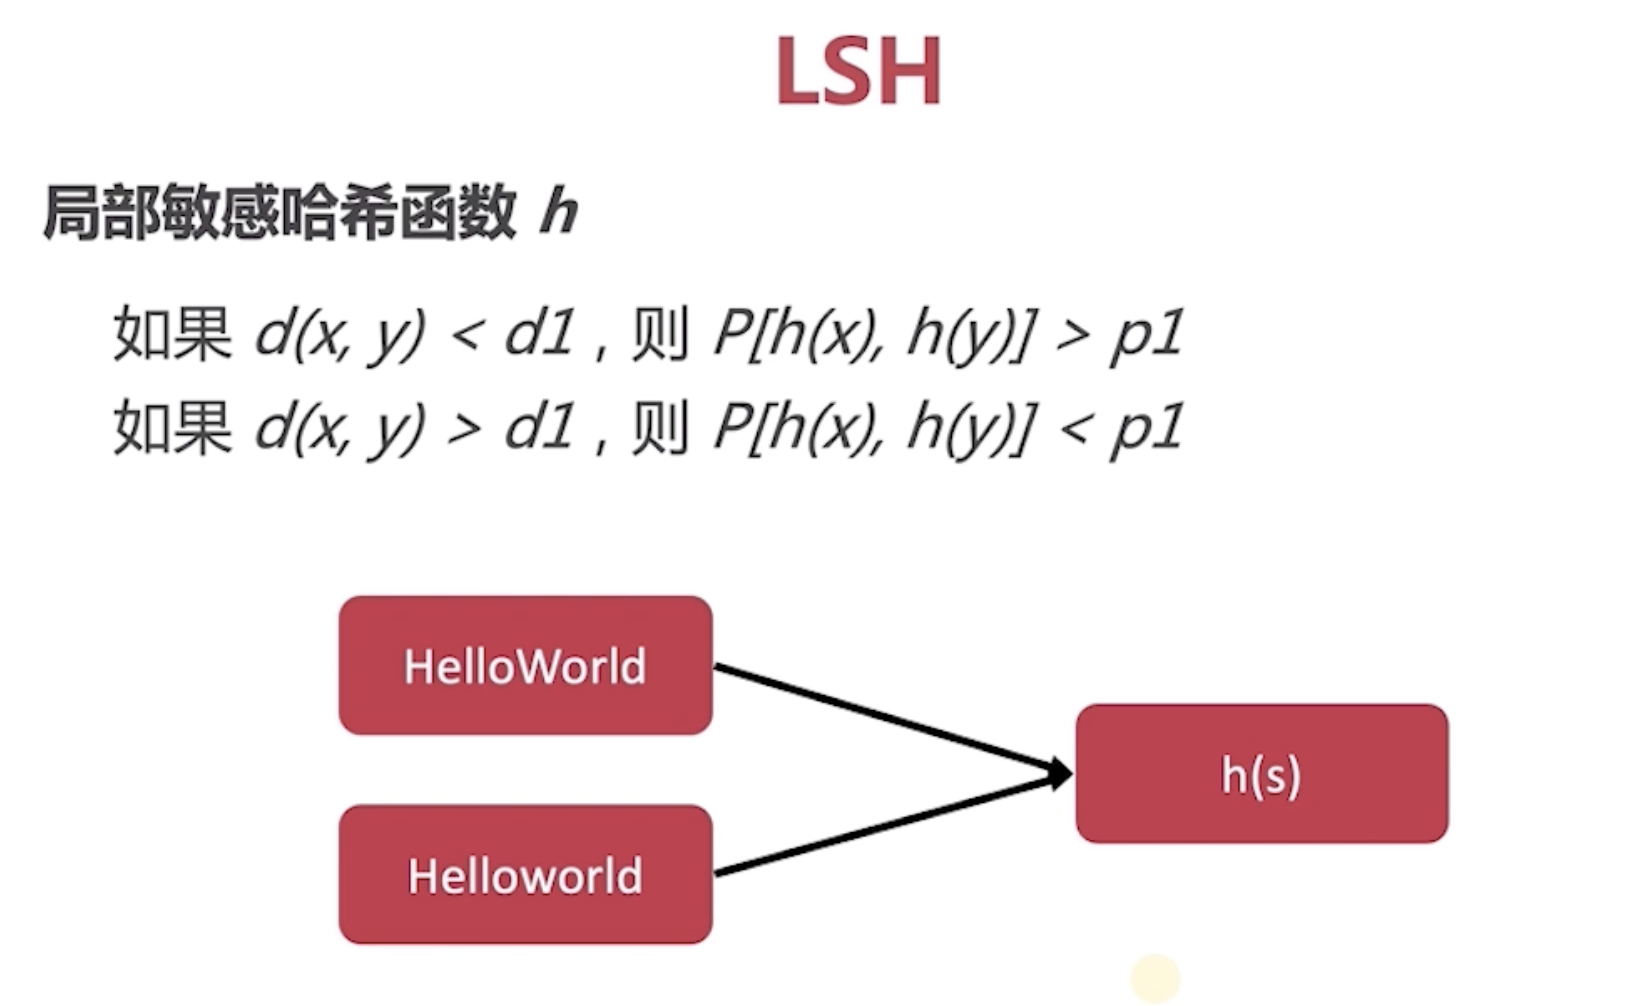 LSH
局部敏感哈希函数 h
如果 d(x, y) < d1，则 P[h(x), h(y)] > p1
如果 d(x, y) > d1，则 P[h(x), h(y)] < p1
HelloWorld
h(s)
Helloworld